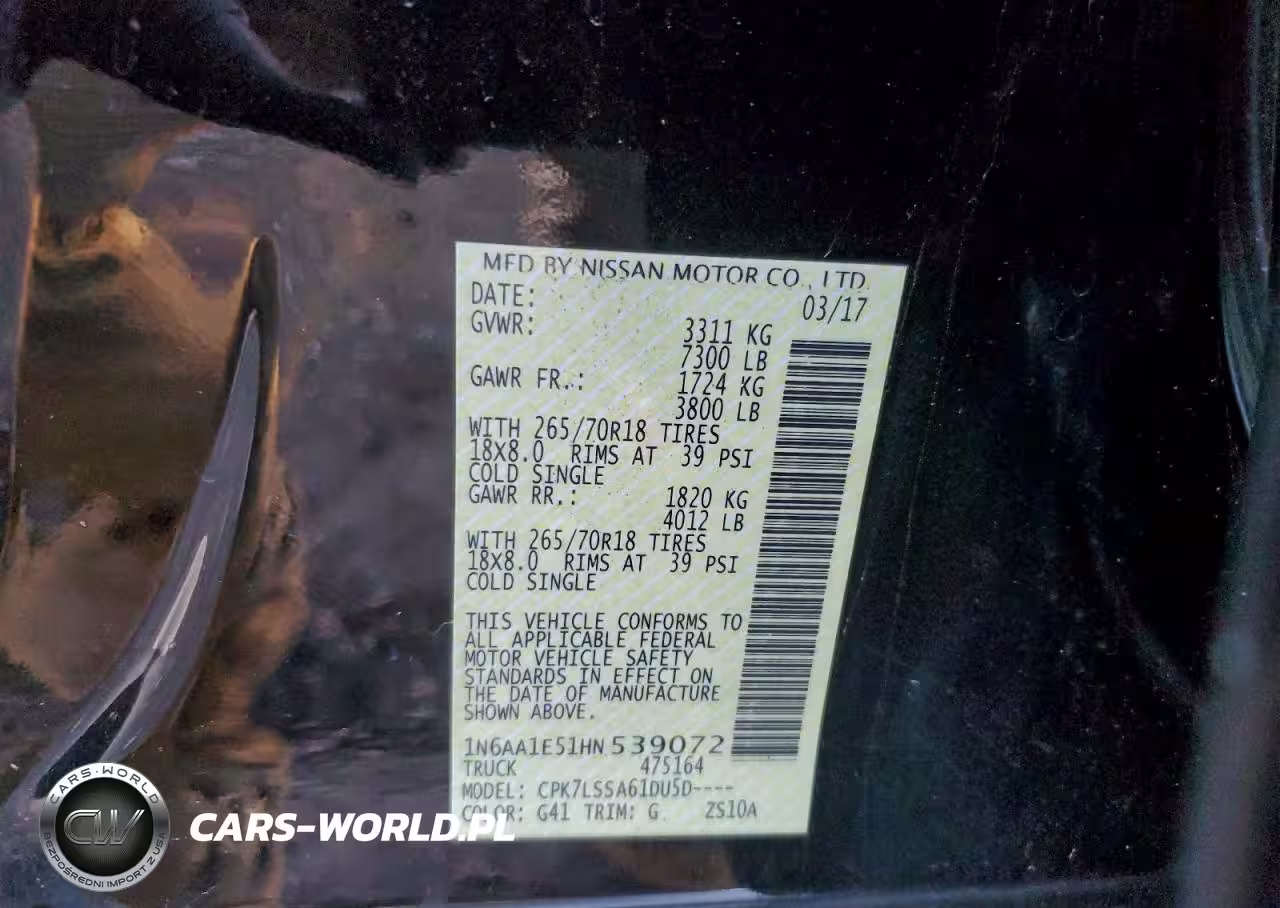 MFD BY NISSAN MOTOR CO., LTD.
DATE: 03/17
GVWR: 3311 KG
7300 LB
GAWR FR.: 1724 KG
3800 LB
WITH 265/70R18 TIRES
18X8.0 RIMS AT 39 PSI
COLD SINGLE
GAWR RR.: 1820 KG
4012 LB
WITH 265/70R18 TIRES
18X8.0 RIMS AT 39 PSI
COLD SINGLE
THIS VEHICLE CONFORMS TO
ALL APPLICABLE FEDERAL
MOTOR VEHICLE SAFETY
STANDARDS IN EFFECT ON
THE DATE OF MANUFACTURE
SHOWN ABOVE.
1N6AA1E51HN539072
TRUCK 475164
MODEL: CPK7LSSA61DU5D----
COLOR: G41 TRIM: G ZS10A
CARS-WORLD
CW
BEZPOŚREDNI IMPORT Z USA
CARS-WORLD.PL